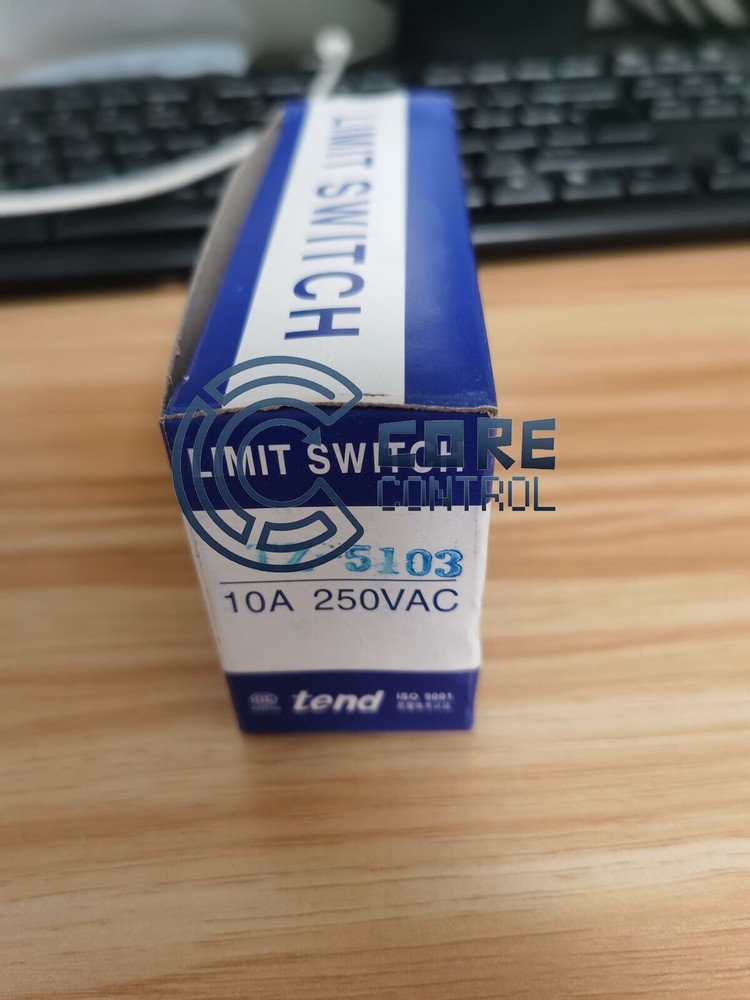 LIMIT SWITCH
LIMIT SWITCH
CORE
CONTROL
5103
10A 250VAC
tend
ISO 9001